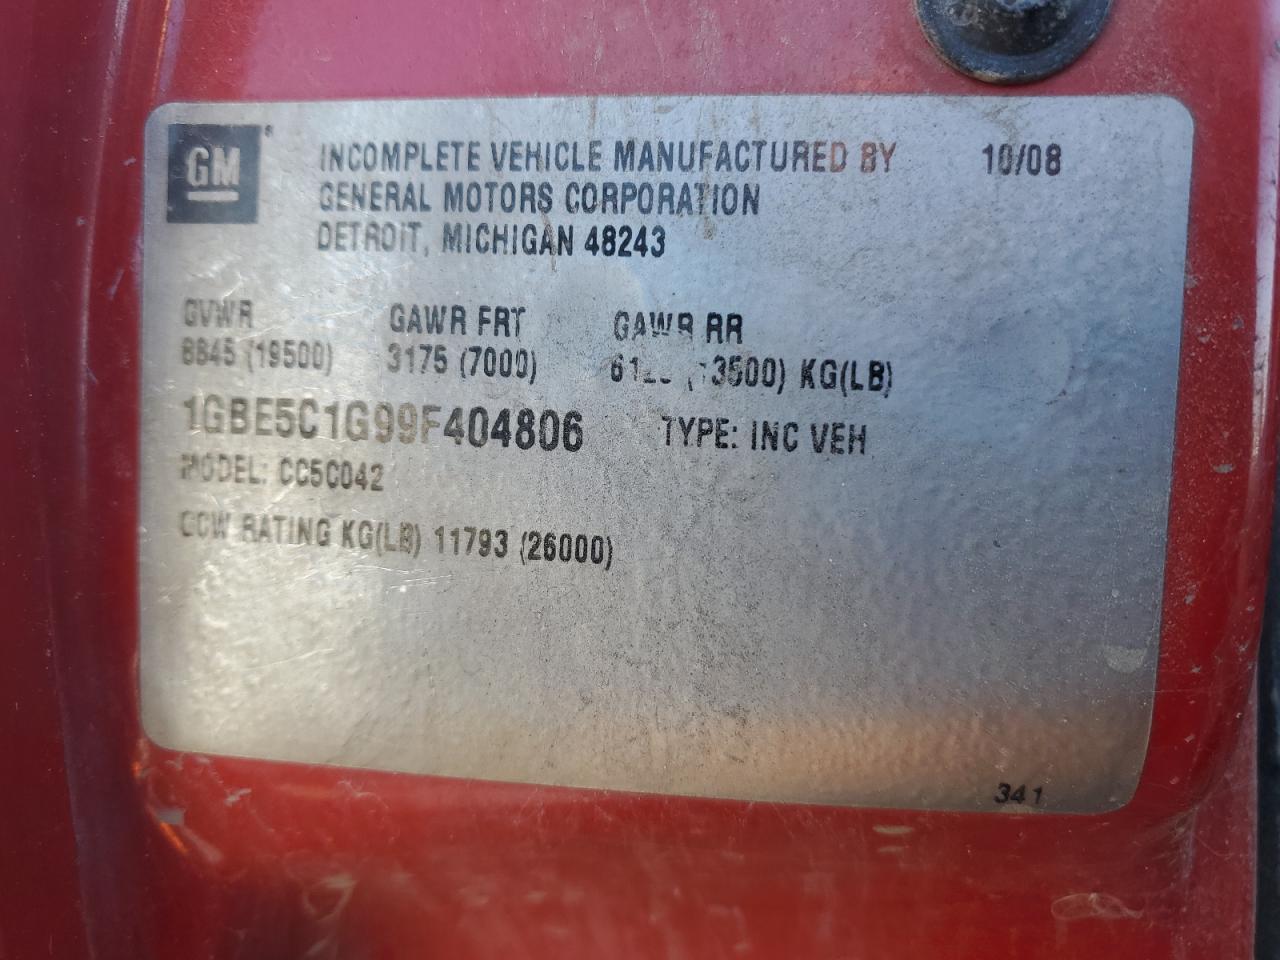 GM
INCOMPLETE VEHICLE MANUFACTURED BY 10/08
GENERAL MOTORS CORPORATION
DETROIT, MICHIGAN 48243
GVWR GAWR FRT GAWR RR
8845 (19500) 3175 (7000) KG(LB)
1GBE5C1G99F404806 TYPE: INC VEH
MODEL: CC5C042
GCW RATING KG(LB) 11793 (26000)
341